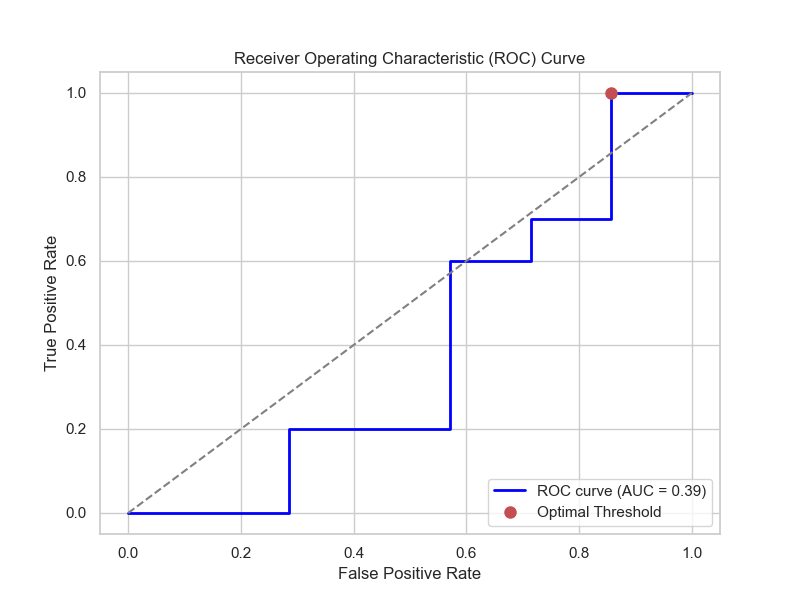 Receiver Operating Characteristic (ROC) Curve
True Positive Rate
1.0
0.8
0.6
0.4
0.2
0.0
ROC curve (AUC = 0.39)
Optimal Threshold
0.0 0.2 0.4 0.6 0.8 1.0
False Positive Rate